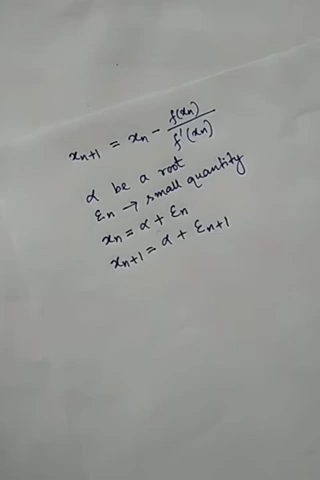 xₙ₊₁ = xₙ − f(xₙ)/f'(xₙ)
α be a root
εₙ → small quantity
xₙ = α + εₙ
xₙ₊₁ = α + εₙ₊₁